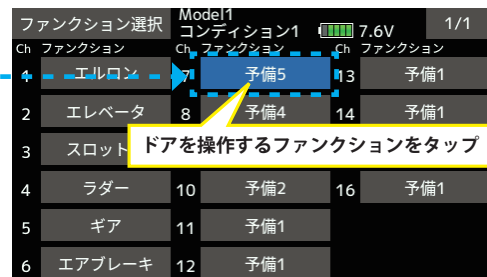 ファンクション選択
Model1
コンディション1
7.6V
1/1
Ch ファンクション Ch ファンクション Ch ファンクション
エルロン 7 予備5 13 予備1
2 エレベータ 8 予備4 14 予備1
3 スロット
ドアを操作するファンクションをタップ
4 ラダー 10 予備2 16 予備1
5 ギア 11 予備1
6 エアブレーキ 12 予備1